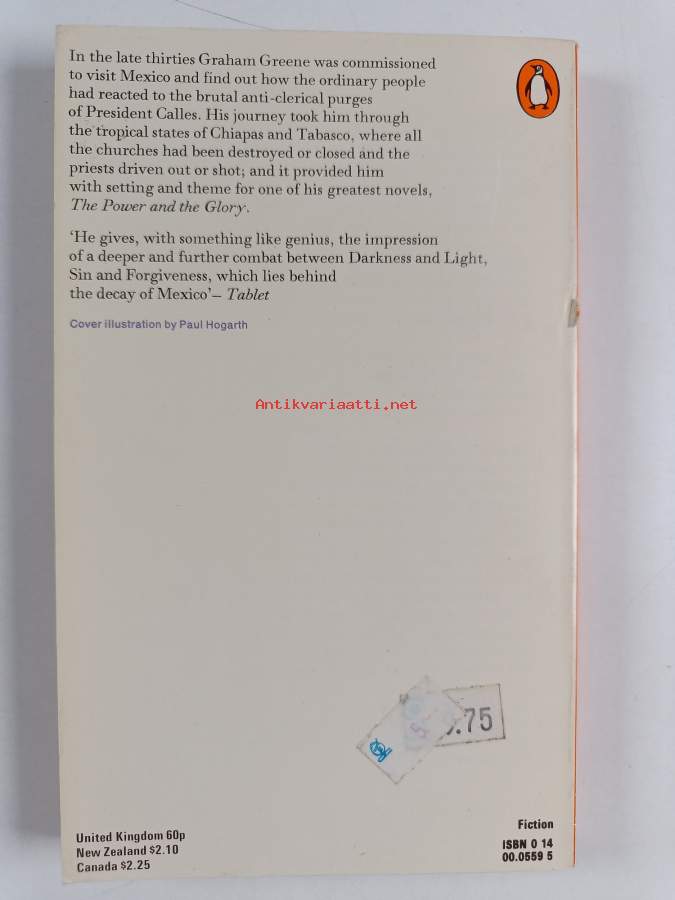 In the late thirties Graham Greene was commissioned
to visit Mexico and find out how the ordinary people
had reacted to the brutal anti-clerical purges
of President Calles. His journey took him through
the tropical states of Chiapas and Tabasco, where all
the churches had been destroyed or closed and the
priests driven out or shot; and it provided him
with setting and theme for one of his greatest novels,
The Power and the Glory.
‘He gives, with something like genius, the impression
of a deeper and further combat between Darkness and Light,
Sin and Forgiveness, which lies behind
the decay of Mexico’– Tablet
Cover illustration by Paul Hogarth
Antikvariaatti.net
.75
United Kingdom 60p
New Zealand $2.10
Canada $2.25
Fiction
ISBN 0 14
00.0559 5